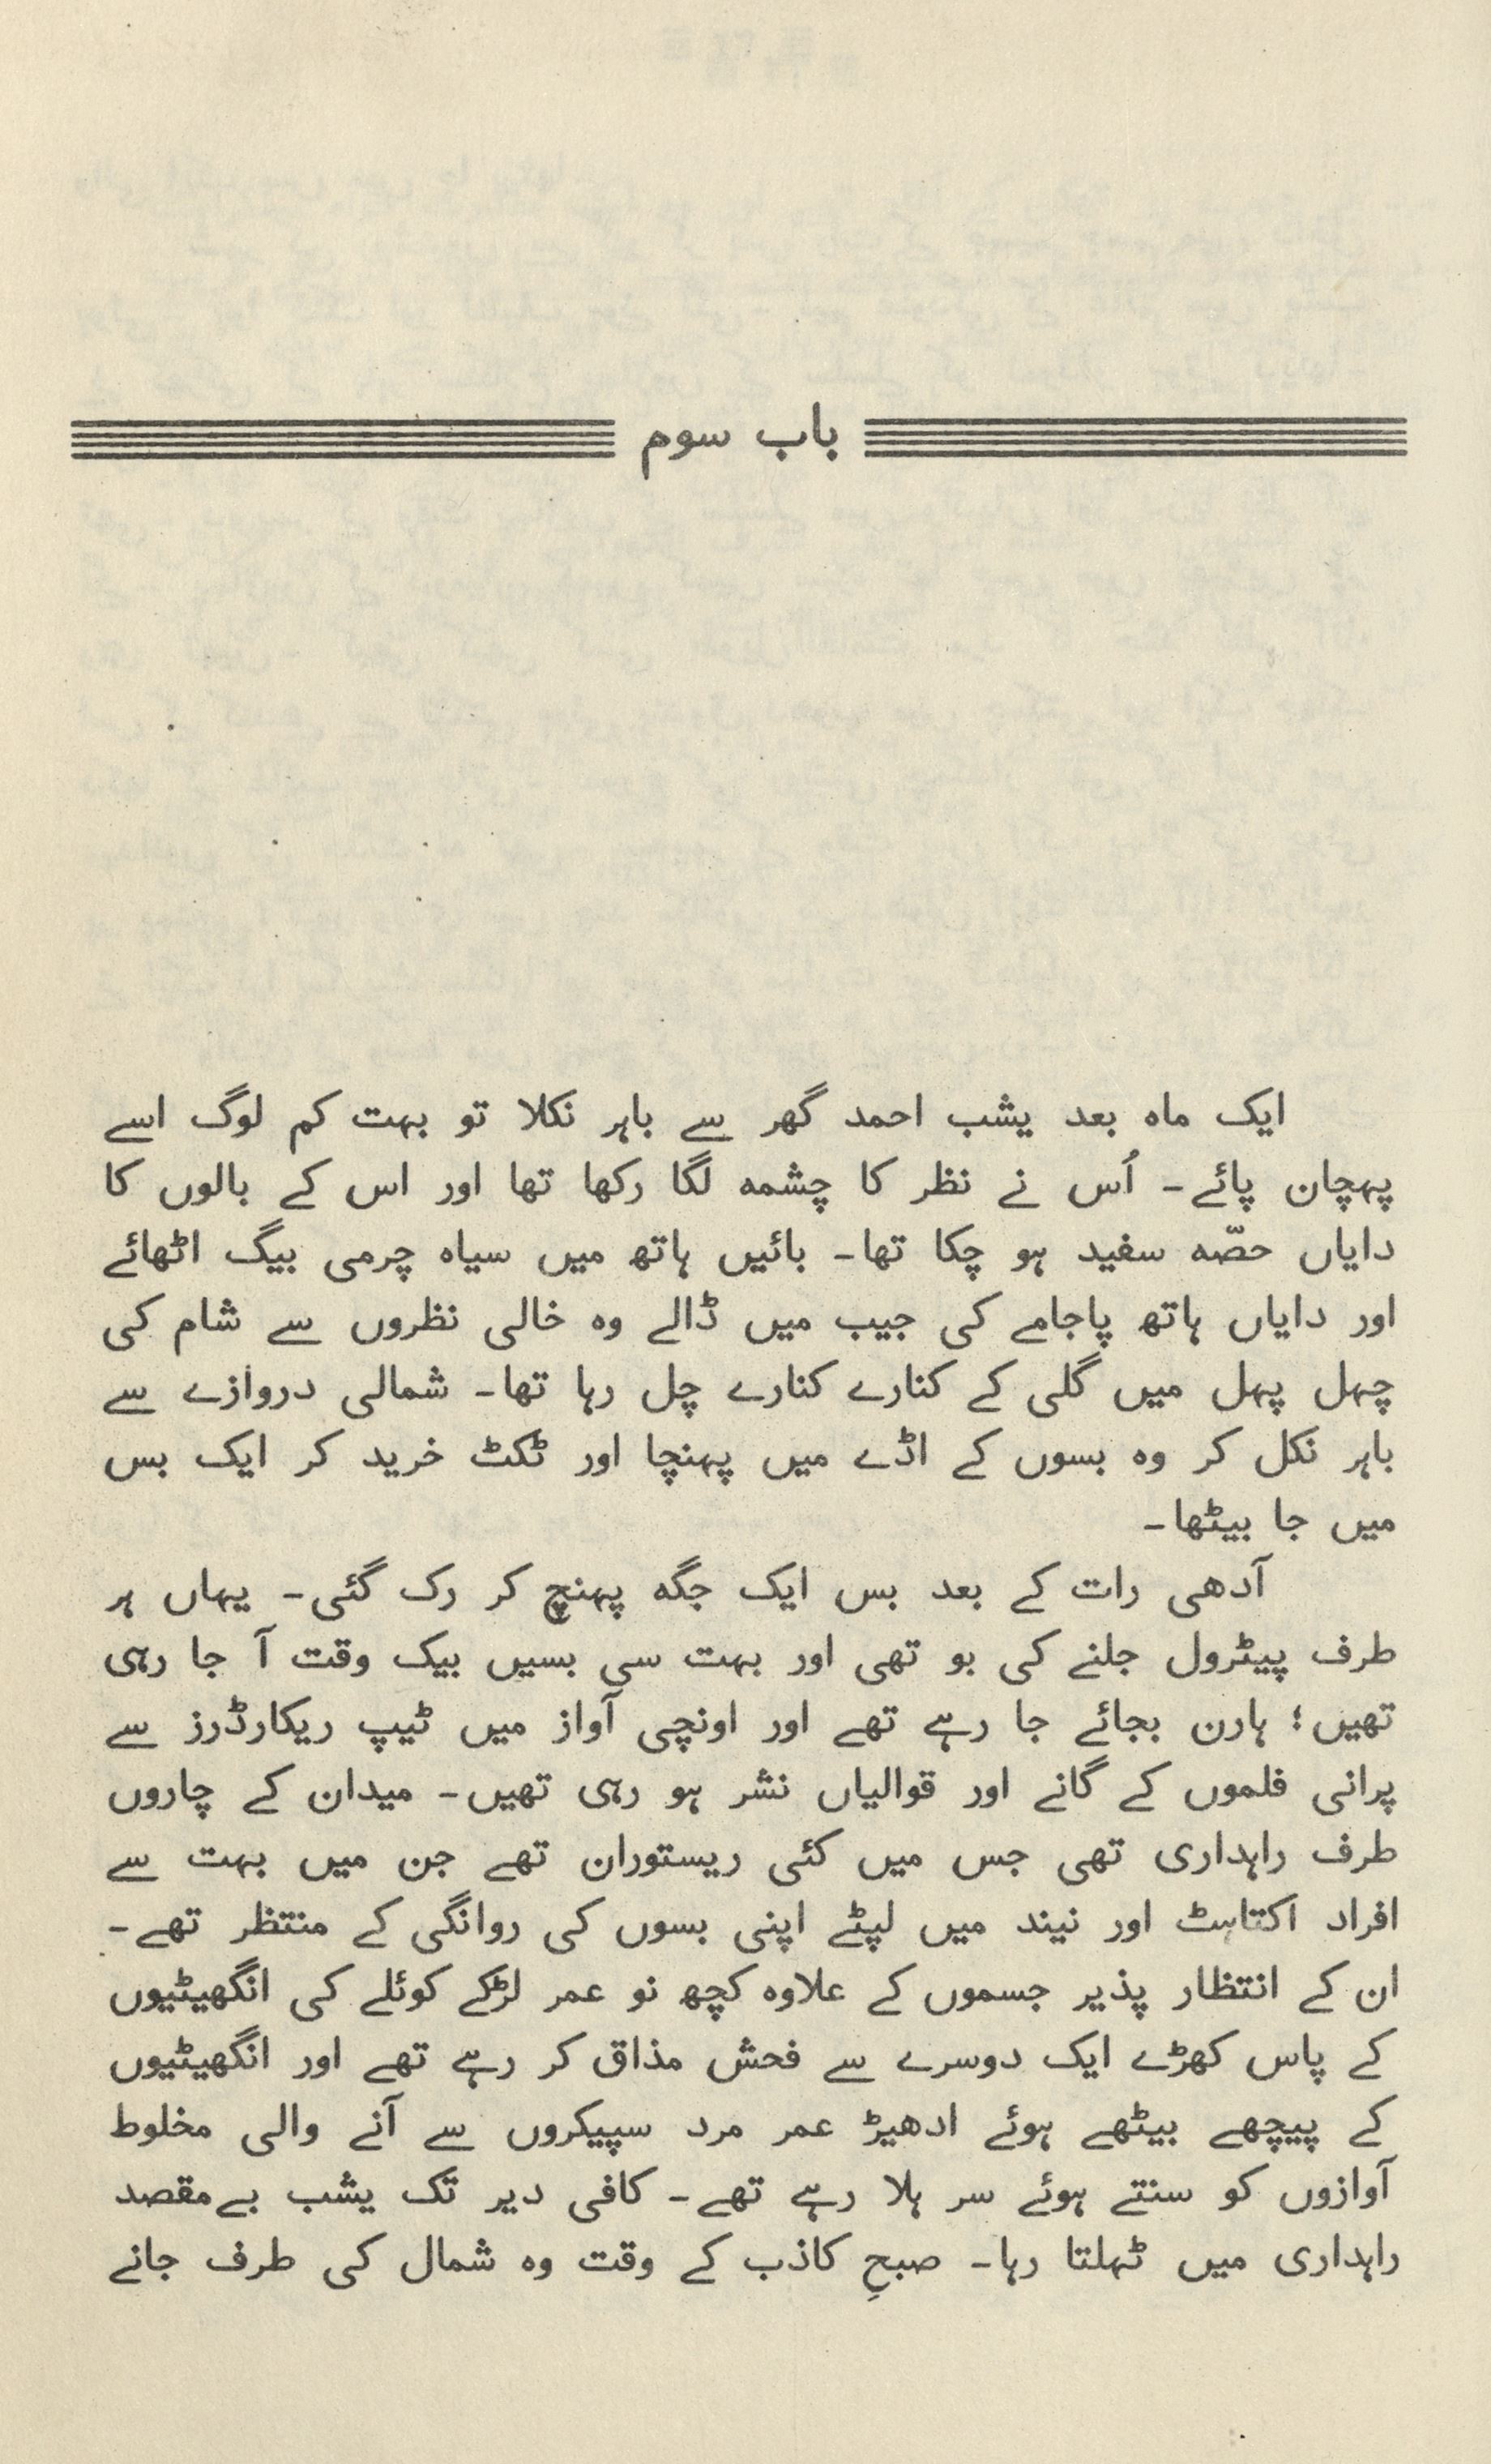 باب سوم
ایک ماہ بعد یشب احمد گھر سے باہر نکلا تو بہت کم لوگ اسے
پہچان پائے۔ اُس نے نظر کا چشمہ لگا رکھا تھا اور اس کے بالوں کا
دایاں حصّہ سفید ہو چکا تھا۔ بائیں ہاتھ میں سیاہ چرمی بیگ اٹھائے
اور دایاں ہاتھ پاجامے کی جیب میں ڈالے وہ خالی نظروں سے شام کی
چہل پہل میں گلی کے کنارے کنارے چل رہا تھا۔ شمالی دروازے سے
باہر نکل کر وہ بسوں کے اڈے میں پہنچا اور ٹکٹ خرید کر ایک بس
میں جا بیٹھا۔
آدھی رات کے بعد بس ایک جگہ پہنچ کر رک گئی۔ یہاں ہر
طرف پیٹرول جلنے کی بو تھی اور بہت سی بسیں بیک وقت آ جا رہی
تھیں؛ ہارن بجائے جا رہے تھے اور اونچی آواز میں ٹیپ ریکارڈرز سے
پرانی فلموں کے گانے اور قوالیاں نشر ہو رہی تھیں۔ میدان کے چاروں
طرف راہداری تھی جس میں کئی ریستوران تھے جن میں بہت سے
افراد اکتاہٹ اور نیند میں لپٹے اپنی بسوں کی روانگی کے منتظر تھے۔
ان کے انتظار پذیر جسموں کے علاوہ کچھ نو عمر لڑکے کوئلے کی انگھیٹیوں
کے پاس کھڑے ایک دوسرے سے فحش مذاق کر رہے تھے اور انگھیٹیوں
کے پیچھے بیٹھے ہوئے ادھیڑ عمر مرد سپیکروں سے آنے والی مخلوط
آوازوں کو سنتے ہوئے سر ہلا رہے تھے۔ کافی دیر تک یشب بےمقصد
راہداری میں ٹہلتا رہا۔ صبحِ کاذب کے وقت وہ شمال کی طرف جانے